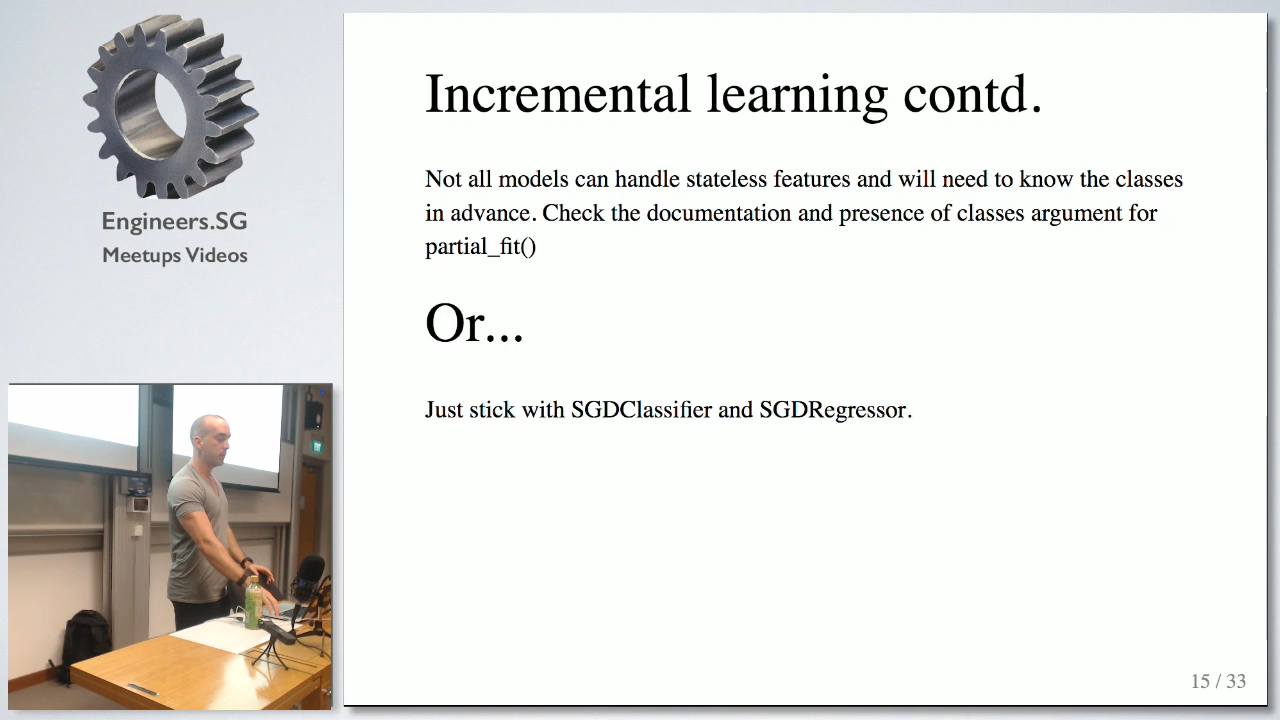 Engineers.SG
Meetups Videos
Incremental learning contd.
Not all models can handle stateless features and will need to know the classes
in advance. Check the documentation and presence of classes argument for
partial_fit()
Or...
Just stick with SGDClassifier and SGDRegressor.
15 / 33